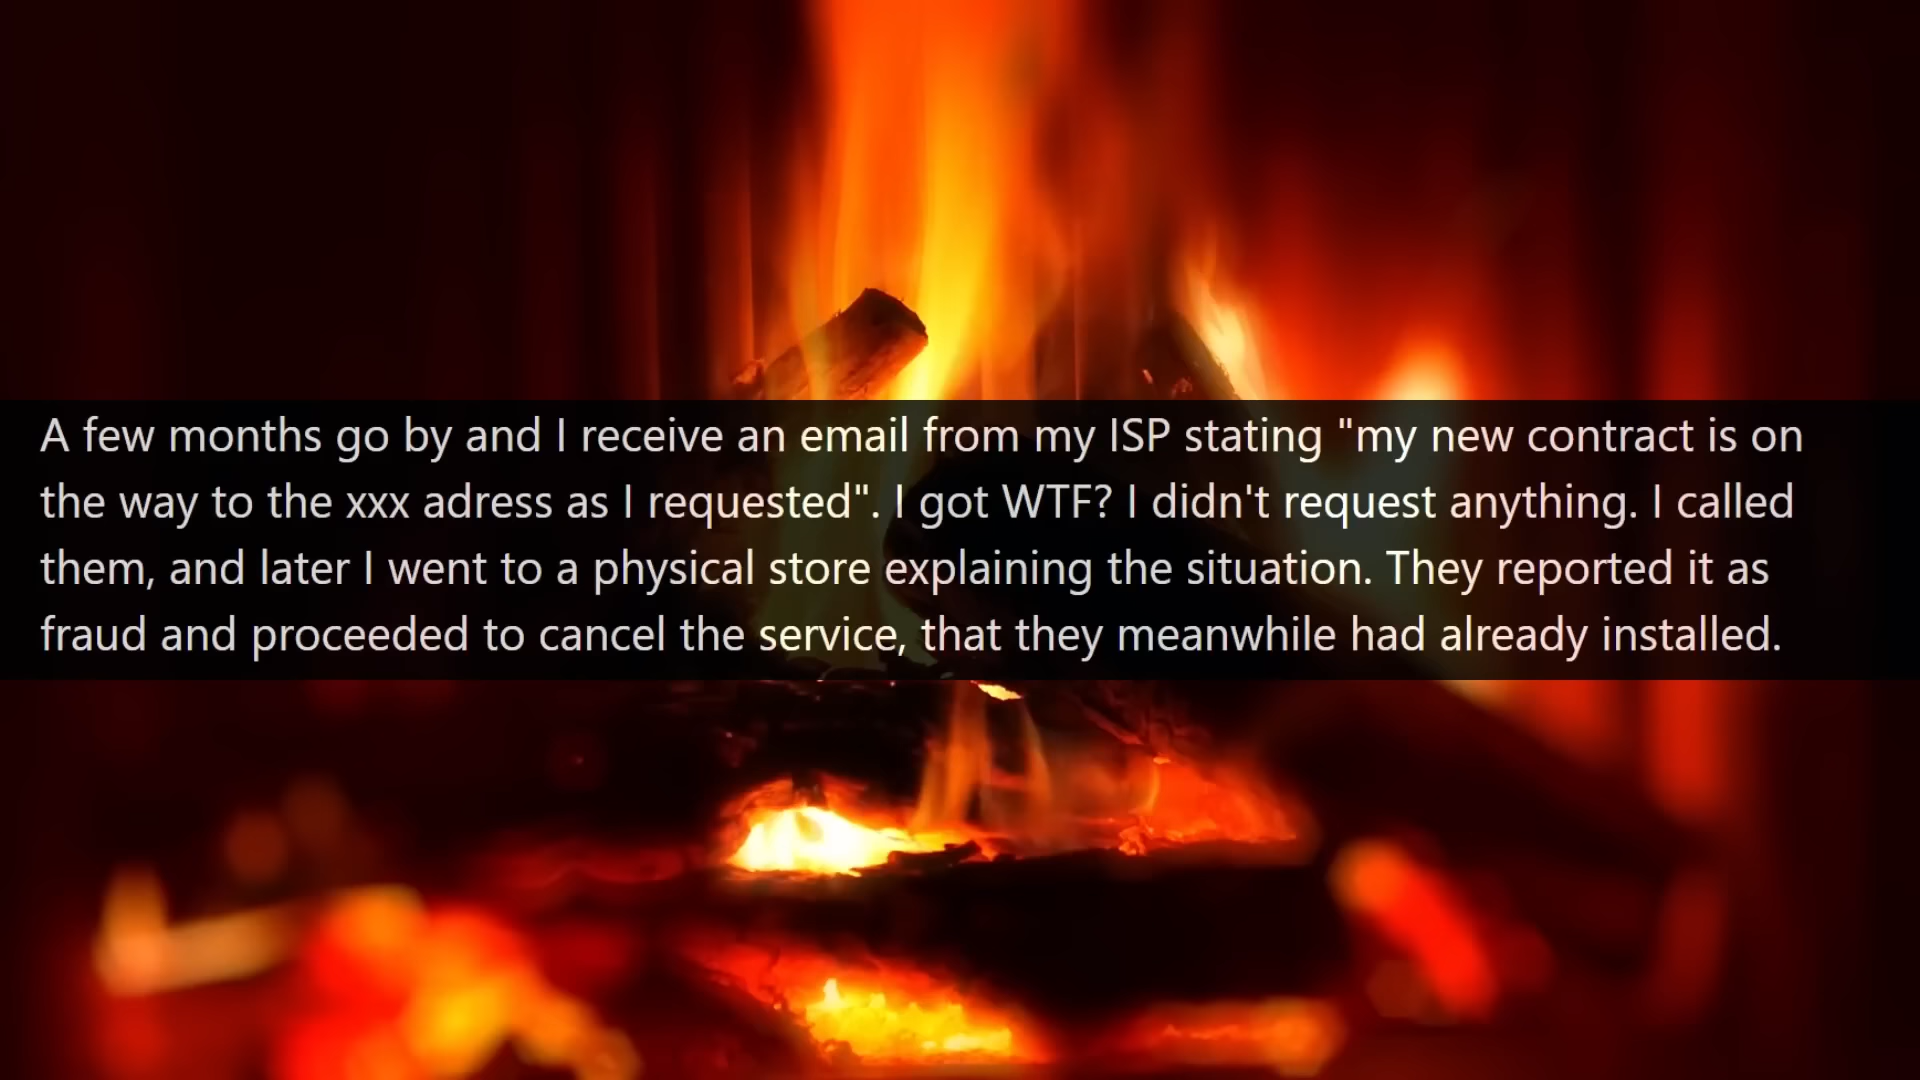 A few months go by and I receive an email from my ISP stating "my new contract is on
the way to the xxx adress as I requested". I got WTF? I didn't request anything. I called
them, and later I went to a physical store explaining the situation. They reported it as
fraud and proceeded to cancel the service, that they meanwhile had already installed.